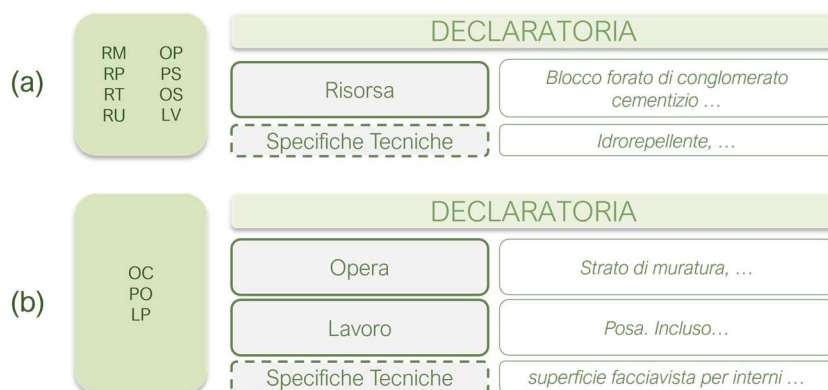 (a)
RM OP
RP PS
RT OS
RU LV
DECLARATORIA
Risorsa
Blocco forato di conglomerato
cementizio ...
Specifiche Tecniche
Idrorepellente, ...
(b)
OC
PO
LP
DECLARATORIA
Opera
Strato di muratura, ...
Lavoro
Posa. Incluso...
Specifiche Tecniche
superficie facciavista per interni ...